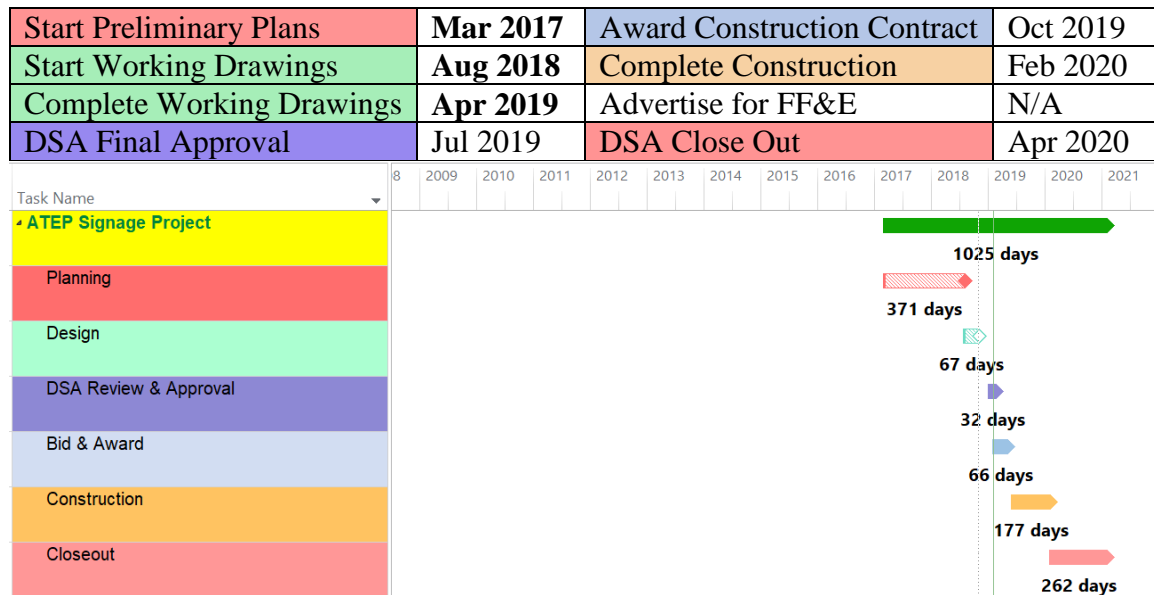 Start Preliminary Plans Mar 2017 Award Construction Contract Oct 2019
Start Working Drawings Aug 2018 Complete Construction Feb 2020
Complete Working Drawings Apr 2019 Advertise for FF&E N/A
DSA Final Approval Jul 2019 DSA Close Out Apr 2020
Task Name 8 2009 2010 2011 2012 2013 2014 2015 2016 2017 2018 2019 2020 2021
ATEP Signage Project
1025 days
Planning
371 days
Design
67 days
DSA Review & Approval
32 days
Bid & Award
66 days
Construction
177 days
Closeout
262 days